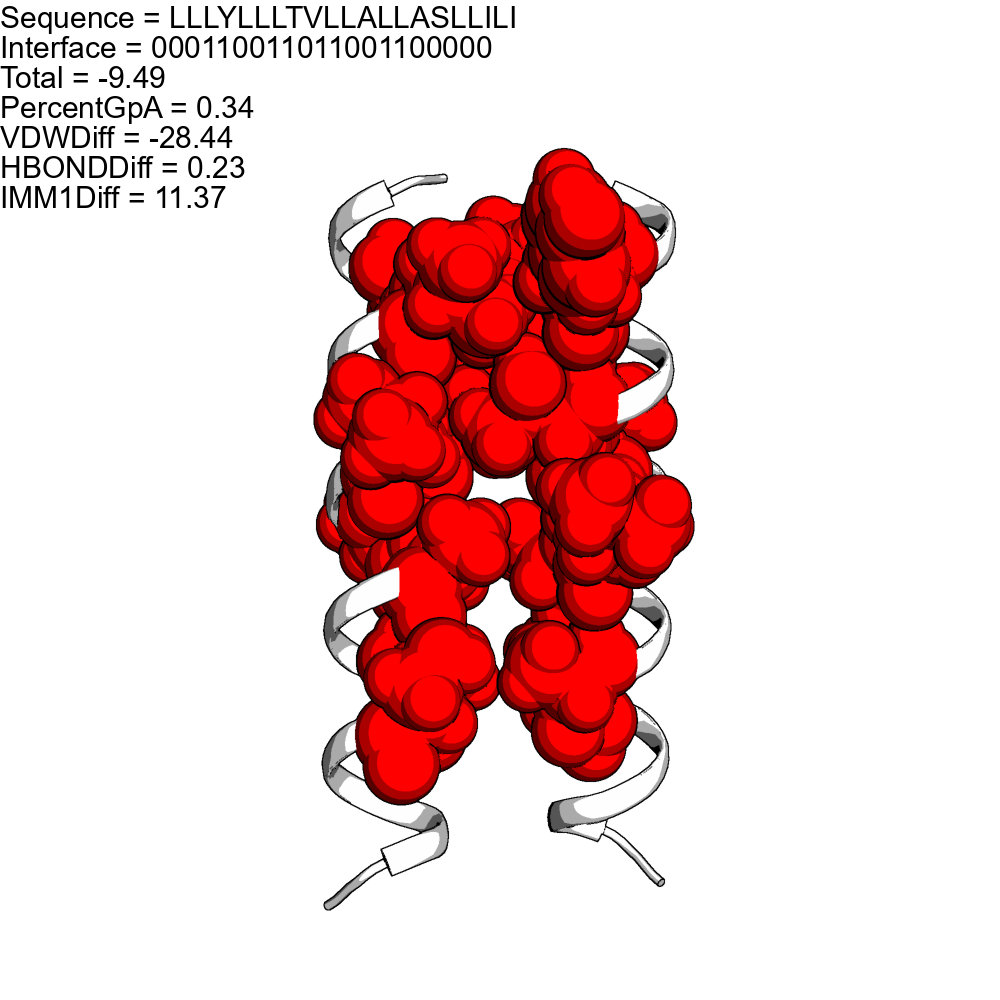 Sequence = LLLYLLLTVLLALLASLLILI
Interface = 000110011011001100000
Total = -9.49
PercentGpA = 0.34
VDWDiff = -28.44
HBONDDiff = 0.23
IMM1Diff = 11.37